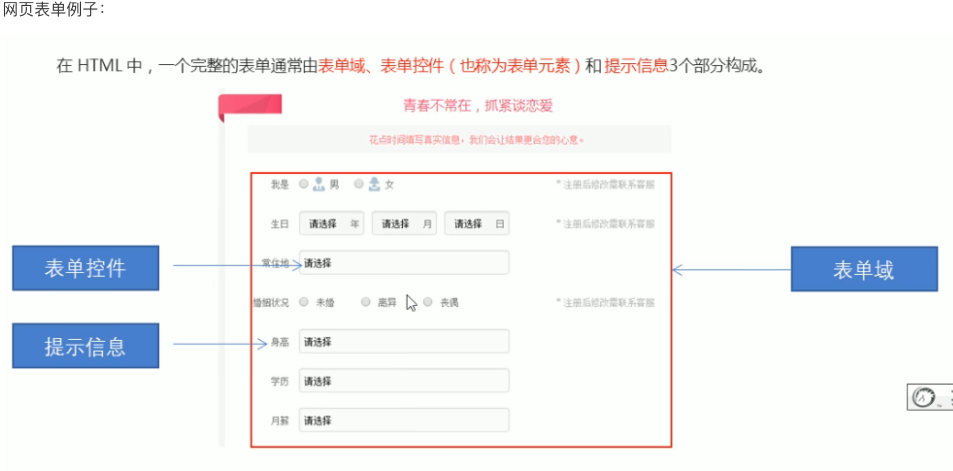 网页表单例子：
在 HTML 中，一个完整的表单通常由表单域、表单控件（也称为表单元素）和 提示信息3个部分构成。
青春不常在，抓紧谈恋爱
花点时间填写真实信息，我们会让结果更合您的心意。
我是 男 女 * 注册后修改需联系客服
生日 请选择 年 请选择 月 请选择 日 * 注册后修改需联系客服
表单控件
常住地 请选择
表单域
婚姻状况 未婚 离异 丧偶 * 注册后修改需联系客服
提示信息
身高 请选择
学历 请选择
月薪 请选择